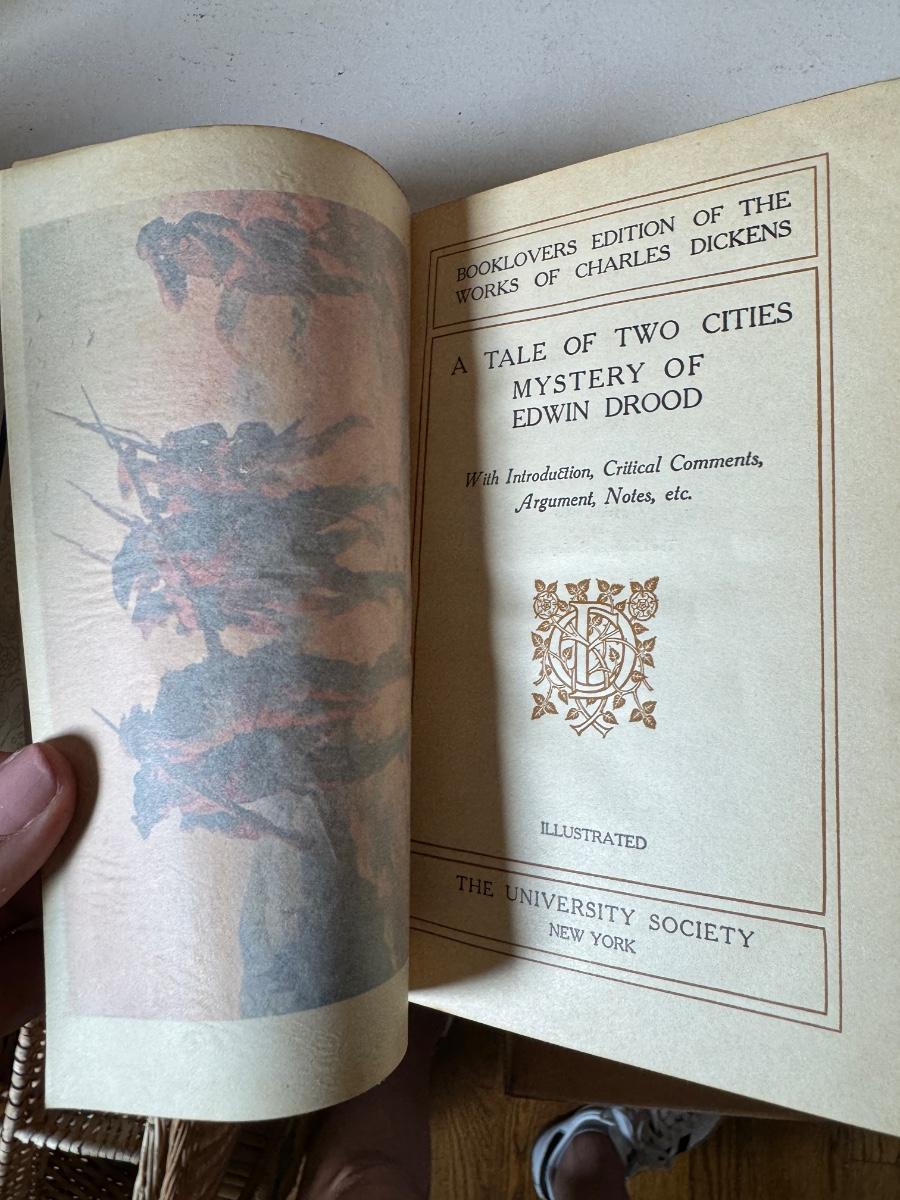 BOOKLOVERS EDITION OF THE
WORKS OF CHARLES DICKENS
A TALE OF TWO CITIES
MYSTERY OF
EDWIN DROOD
With Introduction, Critical Comments,
Argument, Notes, etc.
ILLUSTRATED
THE UNIVERSITY SOCIETY
NEW YORK